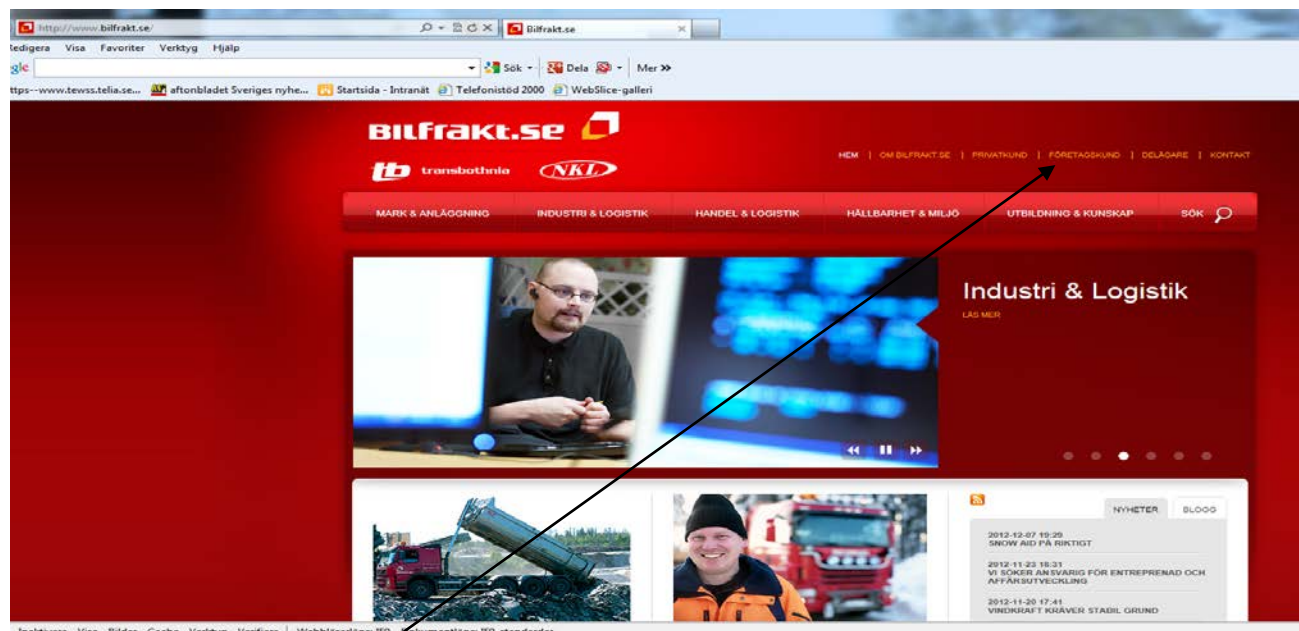 http://www.bilfrakt.se/
Bilfrakt.se
Redigera Visa Favoriter Verktyg Hjälp
Sök Dela Mer
aftonbladet Sveriges nyhe... Startsida - Intranät Telefonistöd 2000 WebSlice-galleri
BILfrakt.se
tb transbothnia NKL
HEM | OM BILFRAKT.SE | PRIVATKUND | FÖRETAGSKUND | DELÄGARE | KONTAKT
MARK & ANLÄGGNING INDUSTRI & LOGISTIK HANDEL & LOGISTIK HÅLLBARHET & MILJÖ UTBILDNING & KUNSKAP SÖK
Industri & Logistik
LÄS MER
NYHETER BLOGG
2012-12-07 19:29
SNOW AID PÅ RIKTIGT
2012-11-23 18:31
VI SÖKER ANSVARIG FÖR ENTREPRENAD OCH
AFFÄRSUTVECKLING
2012-11-20 17:41
VINDKRAFT KRÄVER STABIL GRUND